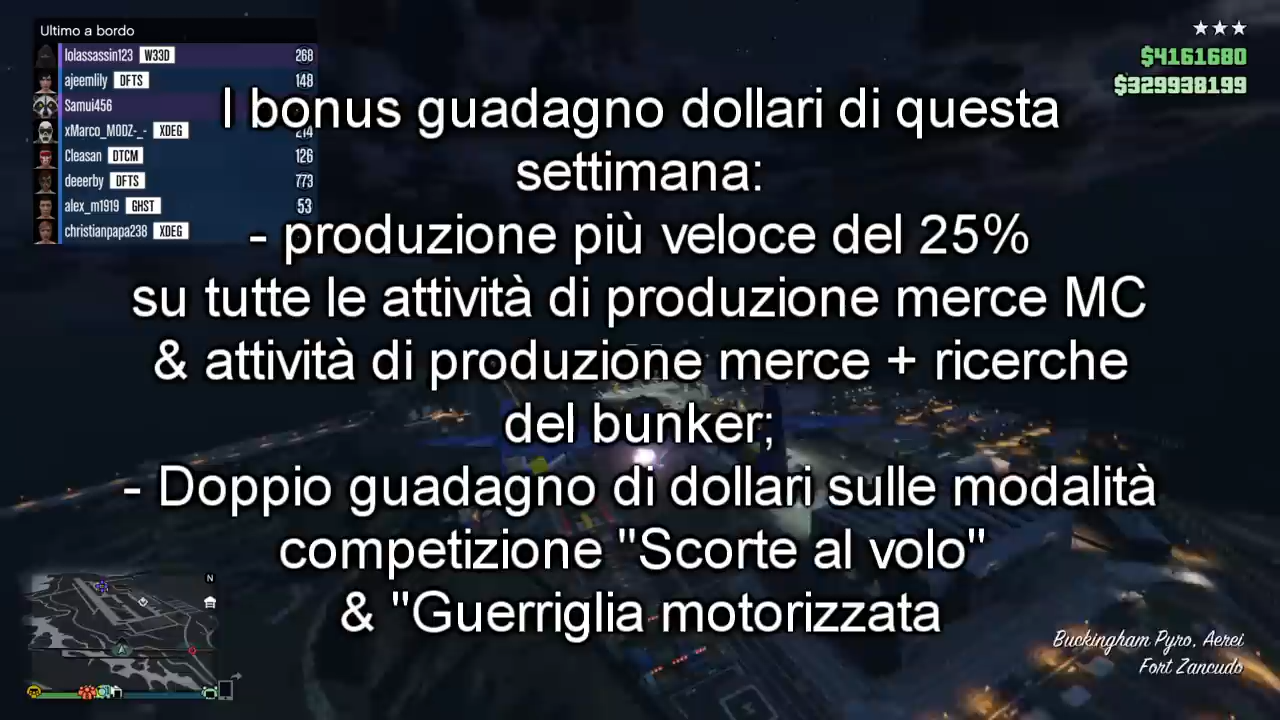 Ultimo a bordo
lolassassin123 W33D 268
ajeemlily DFTS 148
Samui456
xMarco_MODZ-_- XDEG 214
Cleasan DTCM 126
deeerby DFTS 773
alex_m1919 GHST 53
christianpapa238 XDEG
$4161680
$329938199
I bonus guadagno dollari di questa
settimana:
- produzione più veloce del 25%
su tutte le attività di produzione merce MC
& attività di produzione merce + ricerche
del bunker;
- Doppio guadagno di dollari sulle modalità
competizione "Scorte al volo"
& "Guerriglia motorizzata
N
Buckingham Pyro, Aerei
Fort Zancudo